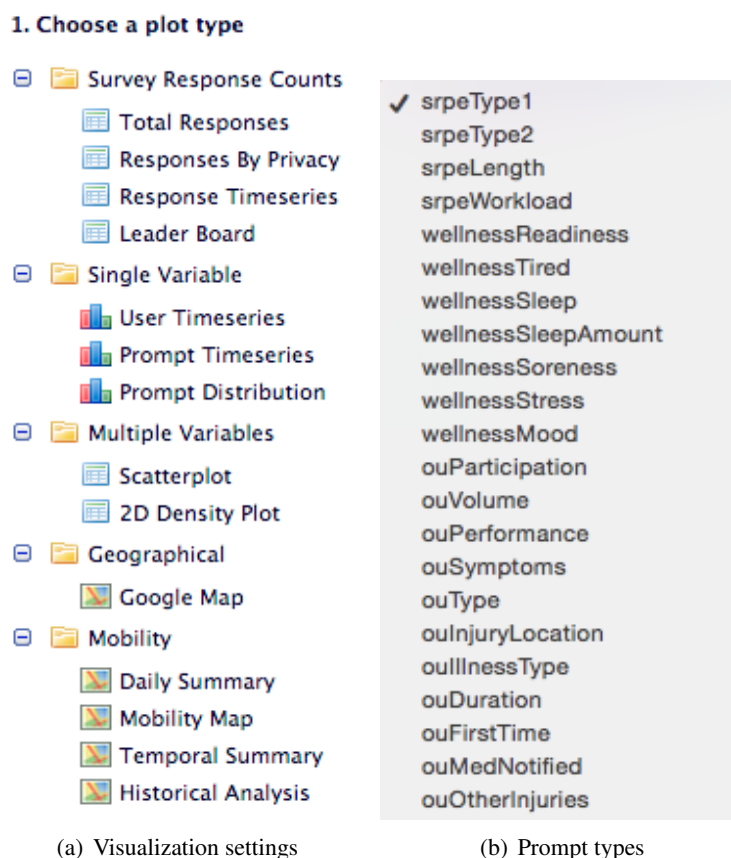 1. Choose a plot type
Survey Response Counts
Total Responses
Responses By Privacy
Response Timeseries
Leader Board
Single Variable
User Timeseries
Prompt Timeseries
Prompt Distribution
Multiple Variables
Scatterplot
2D Density Plot
Geographical
Google Map
Mobility
Daily Summary
Mobility Map
Temporal Summary
Historical Analysis
(a) Visualization settings
✓ srpeType1
srpeType2
srpeLength
srpeWorkload
wellnessReadiness
wellnessTired
wellnessSleep
wellnessSleepAmount
wellnessSoreness
wellnessStress
wellnessMood
ouParticipation
ouVolume
ouPerformance
ouSymptoms
ouType
ouInjuryLocation
ouIllnessType
ouDuration
ouFirstTime
ouMedNotified
ouOtherInjuries
(b) Prompt types